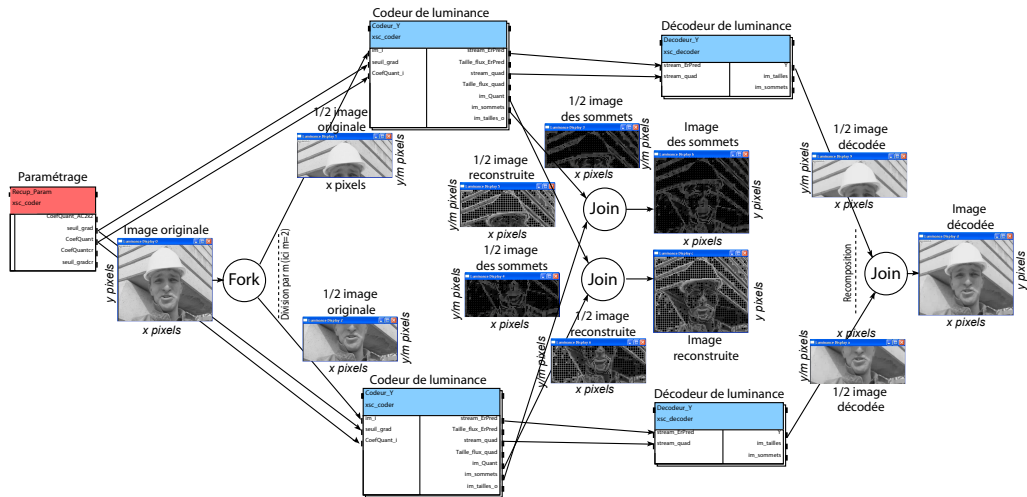 Codeur de luminance
Codeur_Y
xsc_coder
im_i
seuil_grad
CoefQuant_i
stream_ErPred
Taille_flux_ErPred
stream_quad
Taille_flux_quad
im_Quant
im_sommets
im_tailles_o
Décodeur de luminance
Decodeur_Y
xsc_decoder
stream_ErPred
stream_quad
Y
im_tailles
im_sommets
1/2 image
originale
x pixels
y/m pixels
1/2 image
des sommets
x pixels
y/m pixels
Image
des sommets
y pixels
1/2 image
décodée
x pixels
y/m pixels
Paramétrage
Recup_Param
xsc_coder
CoefQuant_AC2x2
seuil_grad
CoefQuant
CoefQuantcr
seuil_gradcr
1/2 image
reconstruite
y/m pixels
Join
Image originale
y pixels
x pixels
Fork
Divison par m (ici m=2)
1/2 image
des sommets
y/m pixels
Join
y pixels
Image
reconstruite
Recomposition
Join
Image
décodée
y pixels
x pixels
1/2 image
originale
x pixels
y/m pixels
1/2 image
reconstruite
x pixels
y/m pixels
x pixels
y/m pixels
1/2 image
décodée
Codeur de luminance
Codeur_Y
xsc_coder
im_i
seuil_grad
CoefQuant_i
stream_ErPred
Taille_flux_ErPred
stream_quad
Taille_flux_quad
im_Quant
im_sommets
im_tailles_o
Décodeur de luminance
Decodeur_Y
xsc_decoder
stream_ErPred
stream_quad
Y
im_tailles
im_sommets